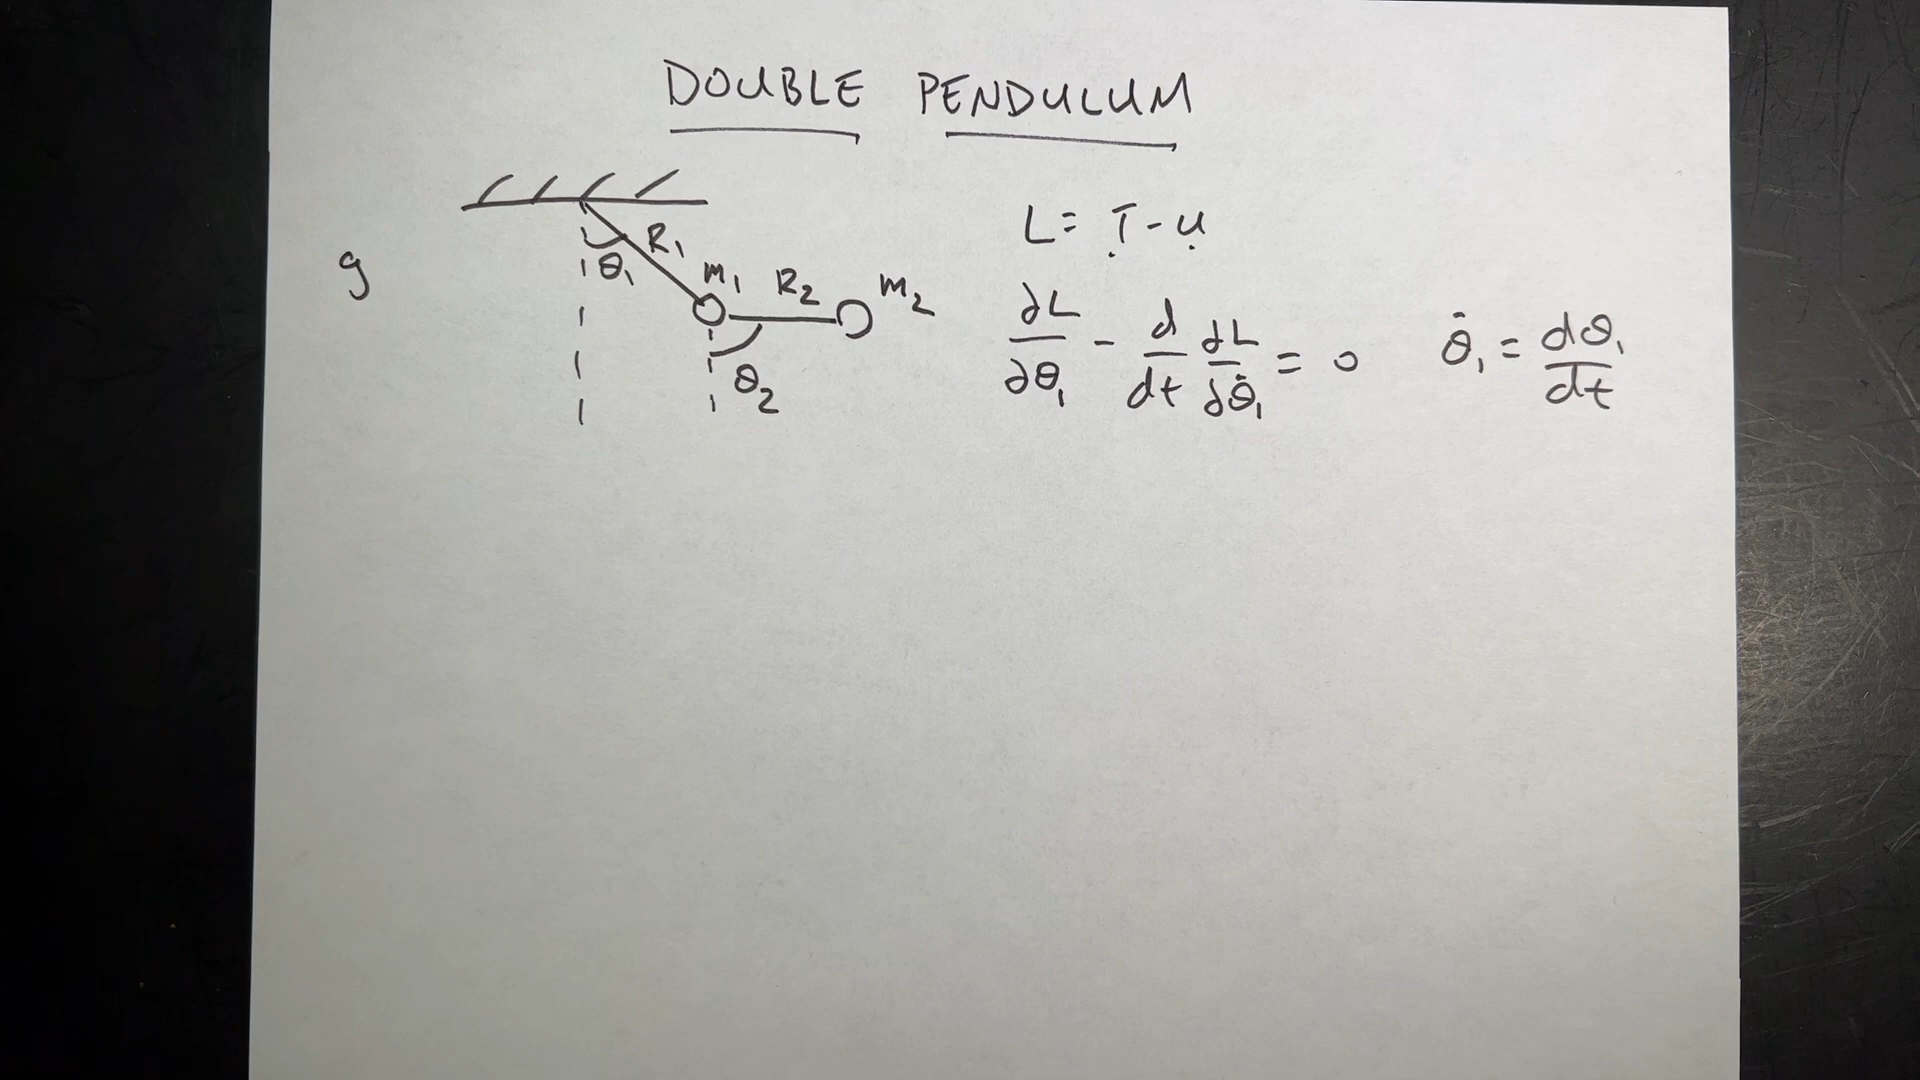 DOUBLE PENDULUM
g
θ₁
R₁
m₁
R₂
m₂
θ₂
L = T - U
∂L/∂θ₁ - d/dt ∂L/∂θ̇₁ = 0
θ̇₁ = dθ₁/dt